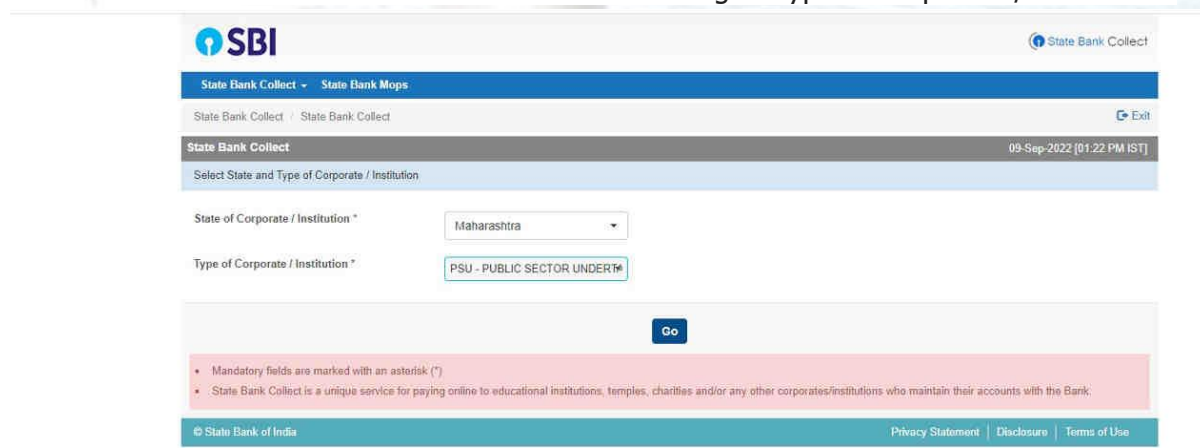 SBI
State Bank Collect
State Bank Collect State Bank Mops
State Bank Collect / State Bank Collect
Exit
State Bank Collect
09-Sep-2022 [01:22 PM IST]
Select State and Type of Corporate / Institution
State of Corporate / Institution *
Maharashtra
Type of Corporate / Institution *
PSU - PUBLIC SECTOR
Go
• Mandatory fields are marked with an asterisk (*)
• State Bank Collect is a unique service for paying online to educational institutions, temples, charities and/or any other corporates/institutions who maintain their accounts with the Bank.
© State Bank of India
Privacy Statement | Disclosure | Terms of Use